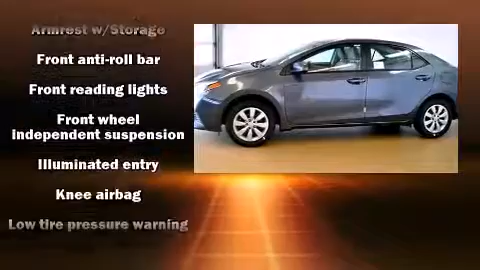 Armrest w/Storage
Front anti-roll bar
Front reading lights
Front wheel
independent suspension
Illuminated entry
Knee airbag
Low tire pressure warning